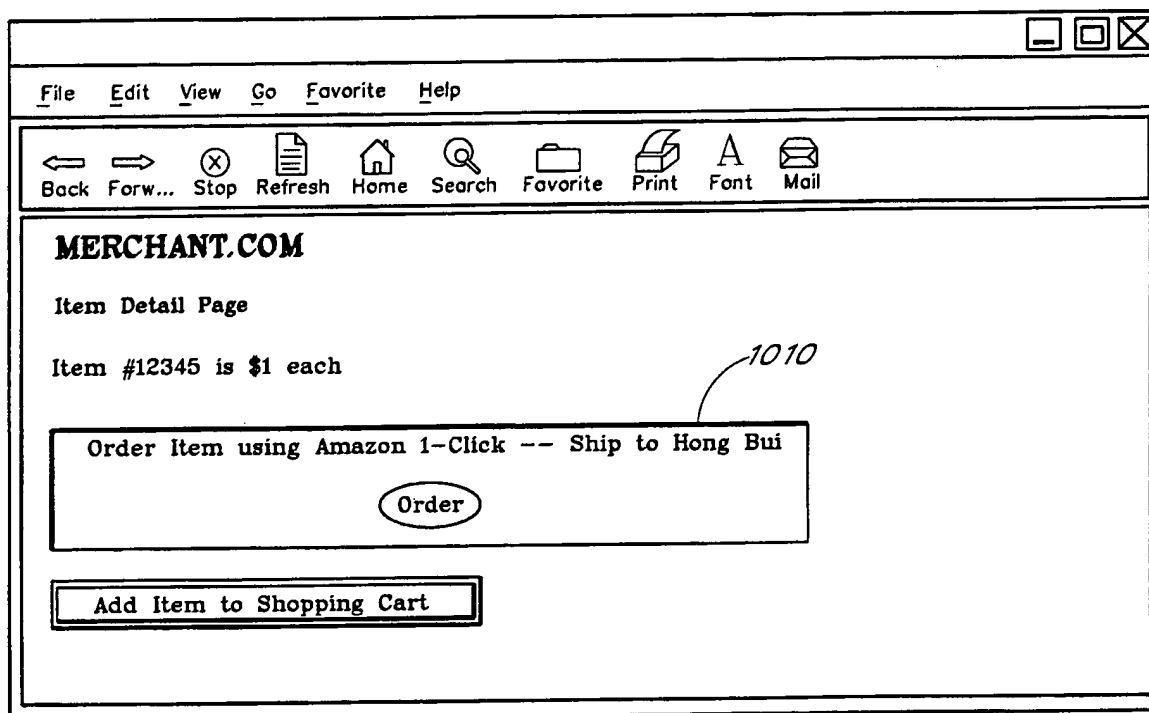 File Edit View Go Favorite Help
Back Forw... Stop Refresh Home Search Favorite Print Font Mail
MERCHANT.COM
Item Detail Page
Item #12345 is $1 each
1010
Order Item using Amazon 1-Click -- Ship to Hong Bui
Order
Add Item to Shopping Cart